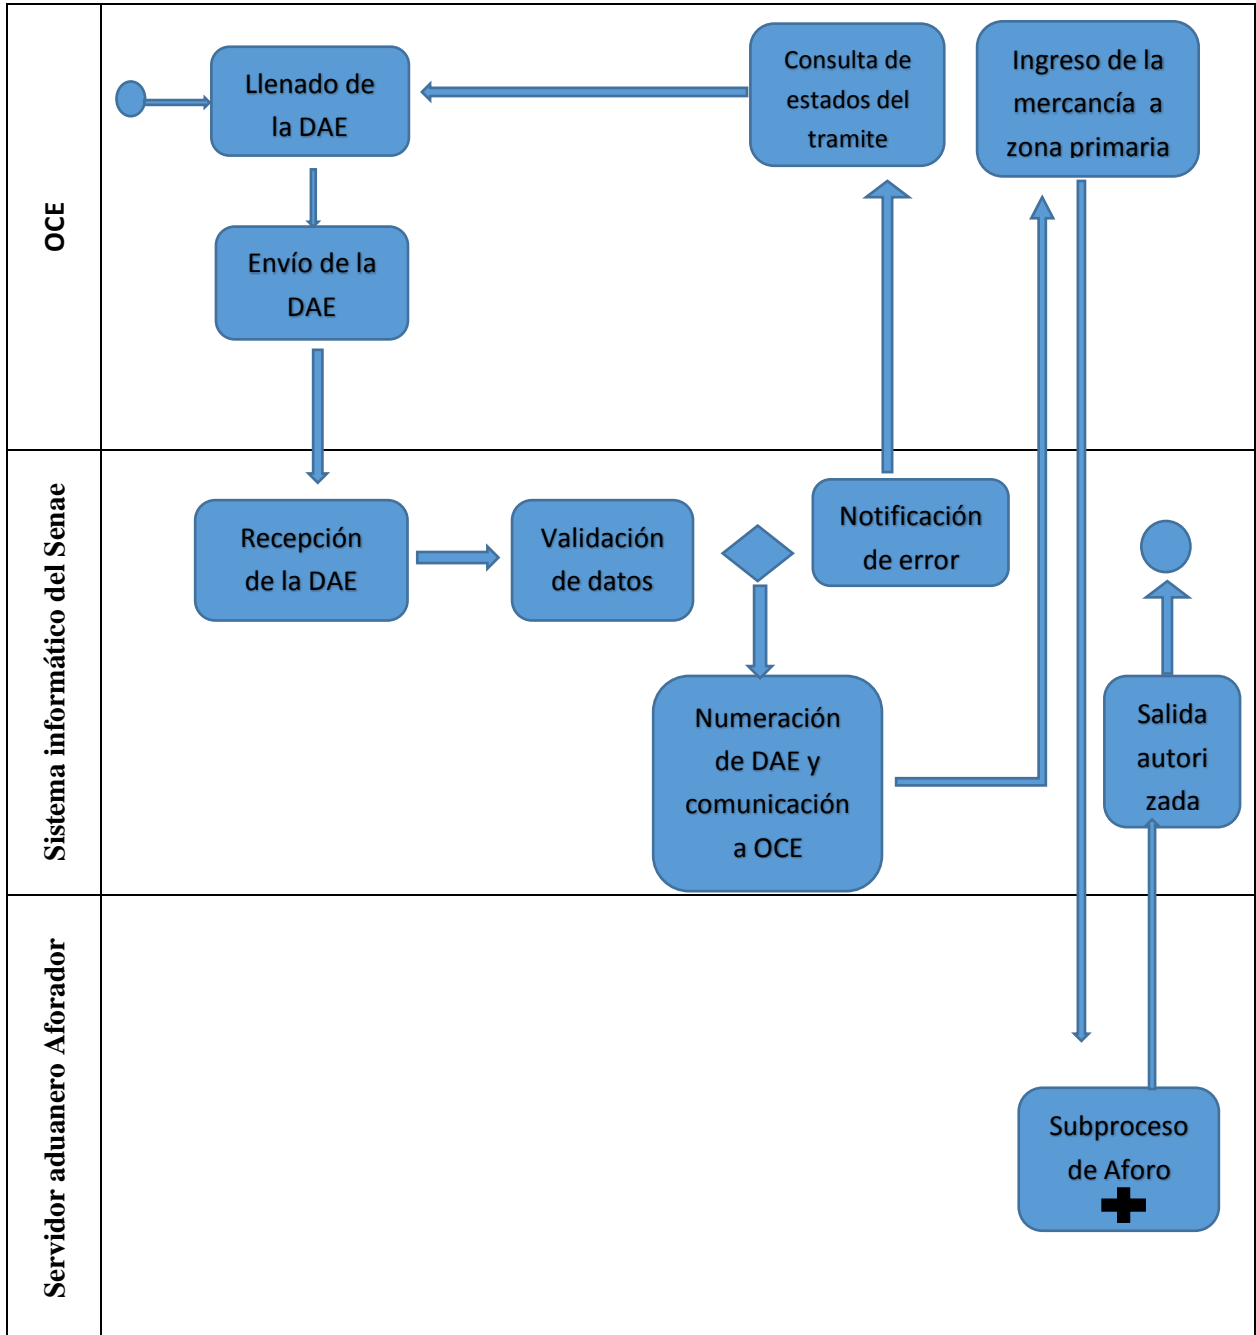 OCE
Llenado de
la DAE
Consulta de
estados del
tramite
Ingreso de la
mercancía a
zona primaria
Envío de la
DAE
Sistema informático del Senae
Recepción
de la DAE
Validación
de datos
Notificación
de error
Numeración
de DAE y
comunicación
a OCE
Salida
autori
zada
Servidor aduanero Aforador
Subproceso
de Aforo